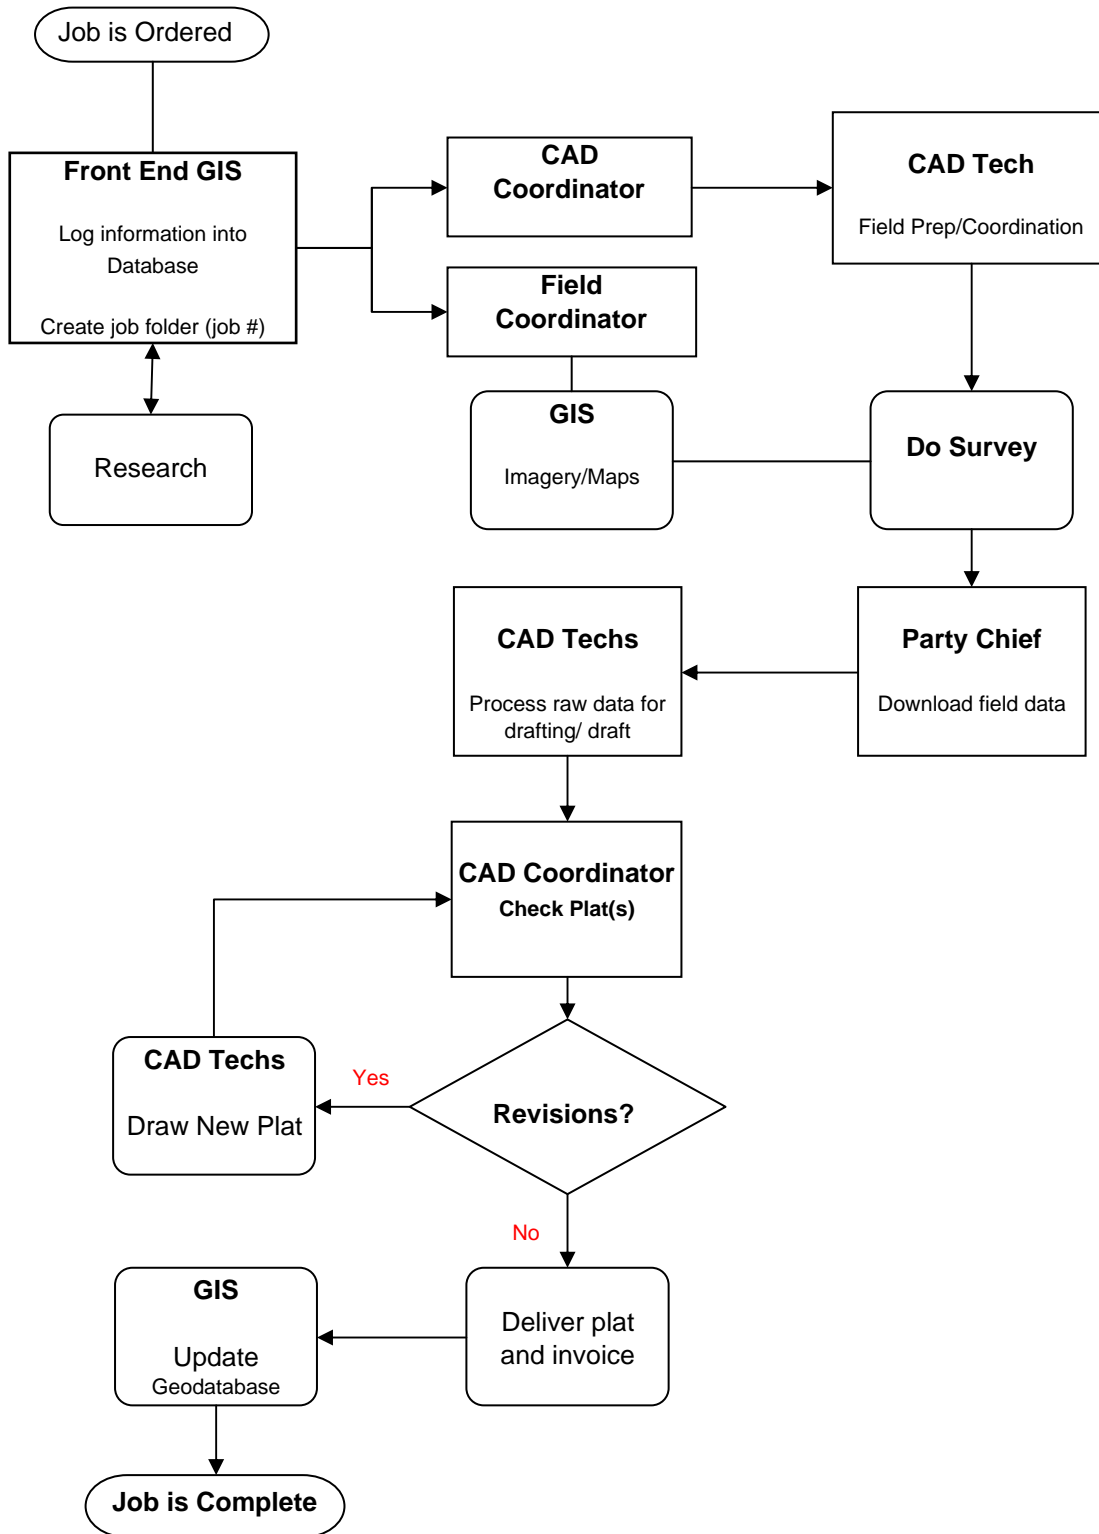 Job is Ordered
Front End GIS
Log information into
Database
Create job folder (job #)
Research
CAD
Coordinator
Field
Coordinator
CAD Tech
Field Prep/Coordination
GIS
Imagery/Maps
Do Survey
Party Chief
Download field data
CAD Techs
Process raw data for
drafting/ draft
CAD Coordinator
Check Plat(s)
Revisions?
Yes
CAD Techs
Draw New Plat
No
Deliver plat
and invoice
GIS
Update
Geodatabase
Job is Complete